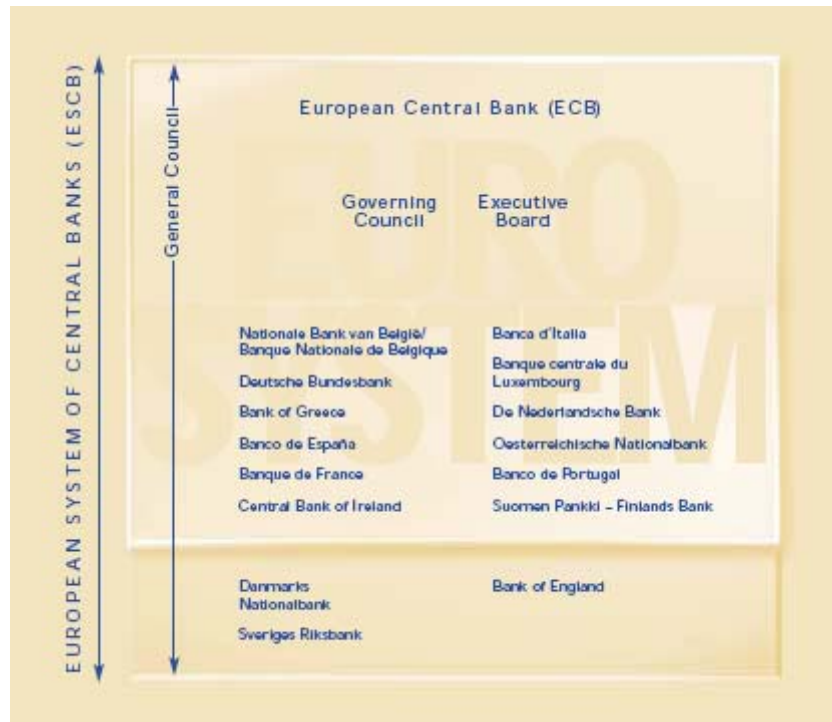 EUROPEAN SYSTEM OF CENTRAL BANKS (ESCB)
General Council
European Central Bank (ECB)
EURO
SYSTEM
Governing
Council
Executive
Board
Nationale Bank van België/
Banque Nationale de Belgique
Deutsche Bundesbank
Bank of Greece
Banco de España
Banque de France
Central Bank of Ireland
Banca d'Italia
Banque centrale du
Luxembourg
De Nederlandsche Bank
Oesterreichische Nationalbank
Banco de Portugal
Suomen Pankki – Finlands Bank
Danmarks
Nationalbank
Sveriges Riksbank
Bank of England